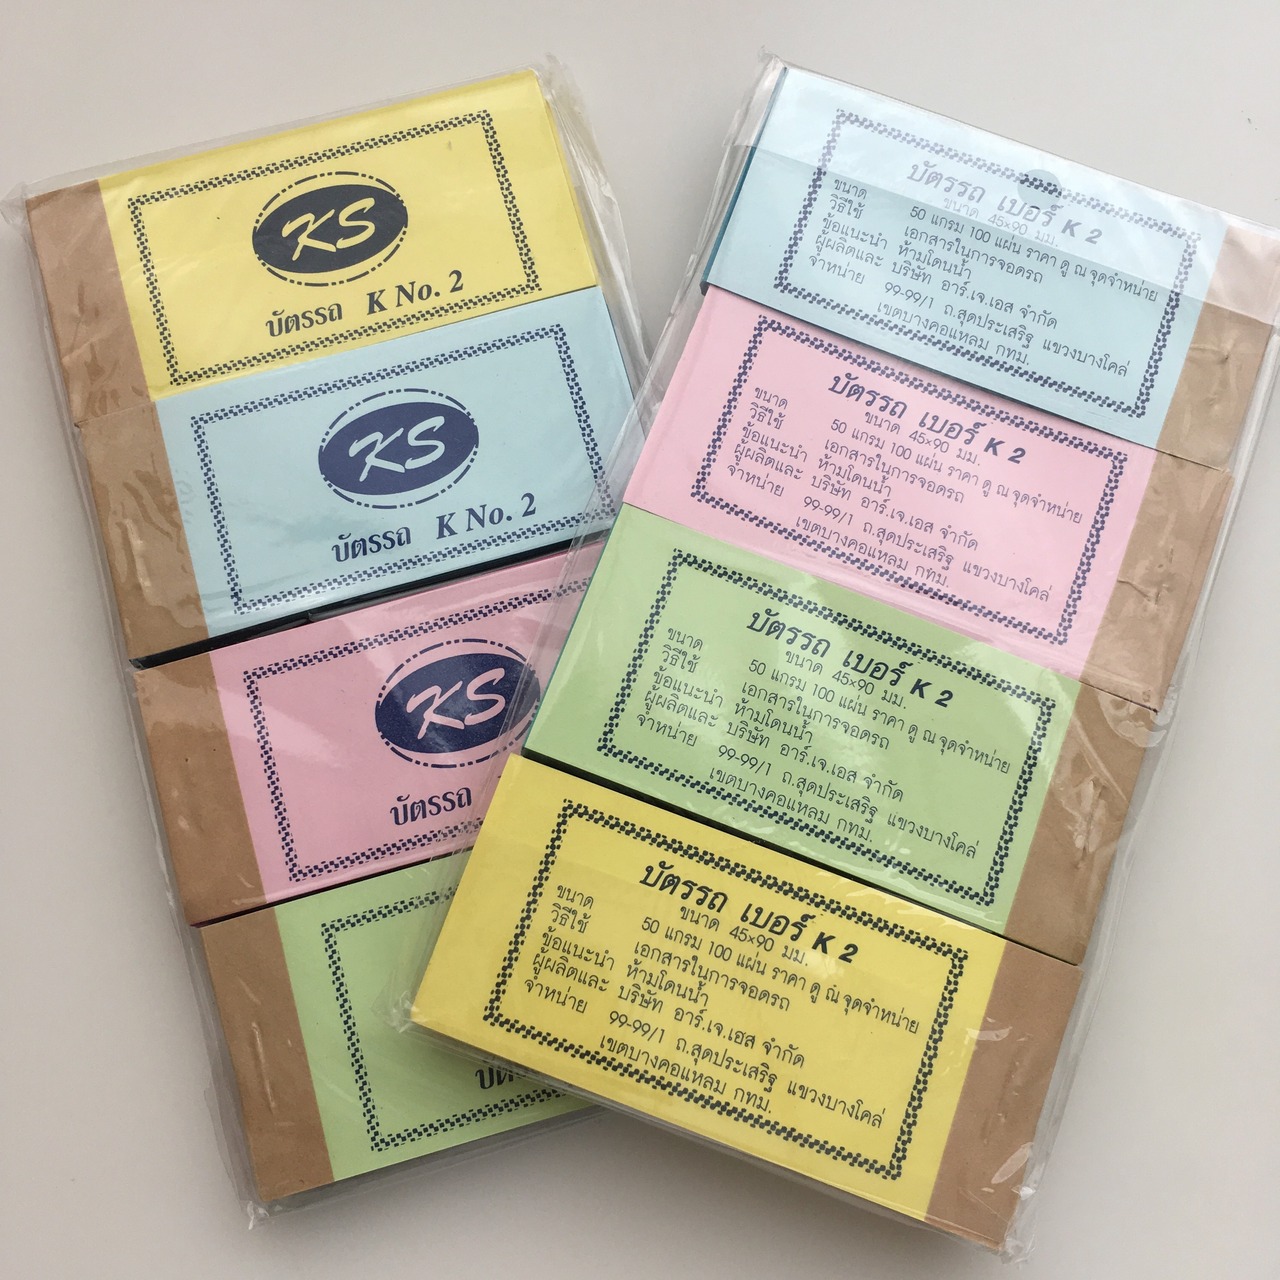 KS
บัตรรถ K No. 2
KS
บัตรรถ K No. 2
KS
บัตรรถ
บัตรรถ เบอร์ K 2
ขนาด ขนาด 45×90 มม.
50 แกรม 100 แผ่น ราคา ดู ณ จุดจำหน่าย
วิธีใช้ เอกสารในการจอดรถ
ข้อแนะนำ ห้ามโดนน้ำ
ผู้ผลิตและ บริษัท อาร์.เจ.เอส จำกัด
จำหน่าย 99-99/1 ถ.สุดประเสริฐ แขวงบางโคล่
เขตบางคอแหลม กทม.
บัตรรถ เบอร์ K 2
ขนาด ขนาด 45×90 มม.
50 แกรม 100 แผ่น ราคา ดู ณ จุดจำหน่าย
วิธีใช้ เอกสารในการจอดรถ
ข้อแนะนำ ห้ามโดนน้ำ
ผู้ผลิตและ บริษัท อาร์.เจ.เอส จำกัด
จำหน่าย 99-99/1 ถ.สุดประเสริฐ แขวงบางโคล่
เขตบางคอแหลม กทม.
บัตรรถ เบอร์ K 2
ขนาด ขนาด 45×90 มม.
50 แกรม 100 แผ่น ราคา ดู ณ จุดจำหน่าย
วิธีใช้ เอกสารในการจอดรถ
ข้อแนะนำ ห้ามโดนน้ำ
ผู้ผลิตและ บริษัท อาร์.เจ.เอส จำกัด
จำหน่าย 99-99/1 ถ.สุดประเสริฐ แขวงบางโคล่
เขตบางคอแหลม กทม.
บัตรรถ เบอร์ K 2
ขนาด ขนาด 45×90 มม.
50 แกรม 100 แผ่น ราคา ดู ณ จุดจำหน่าย
วิธีใช้ เอกสารในการจอดรถ
ข้อแนะนำ ห้ามโดนน้ำ
ผู้ผลิตและ บริษัท อาร์.เจ.เอส จำกัด
จำหน่าย 99-99/1 ถ.สุดประเสริฐ แขวงบางโคล่
เขตบางคอแหลม กทม.